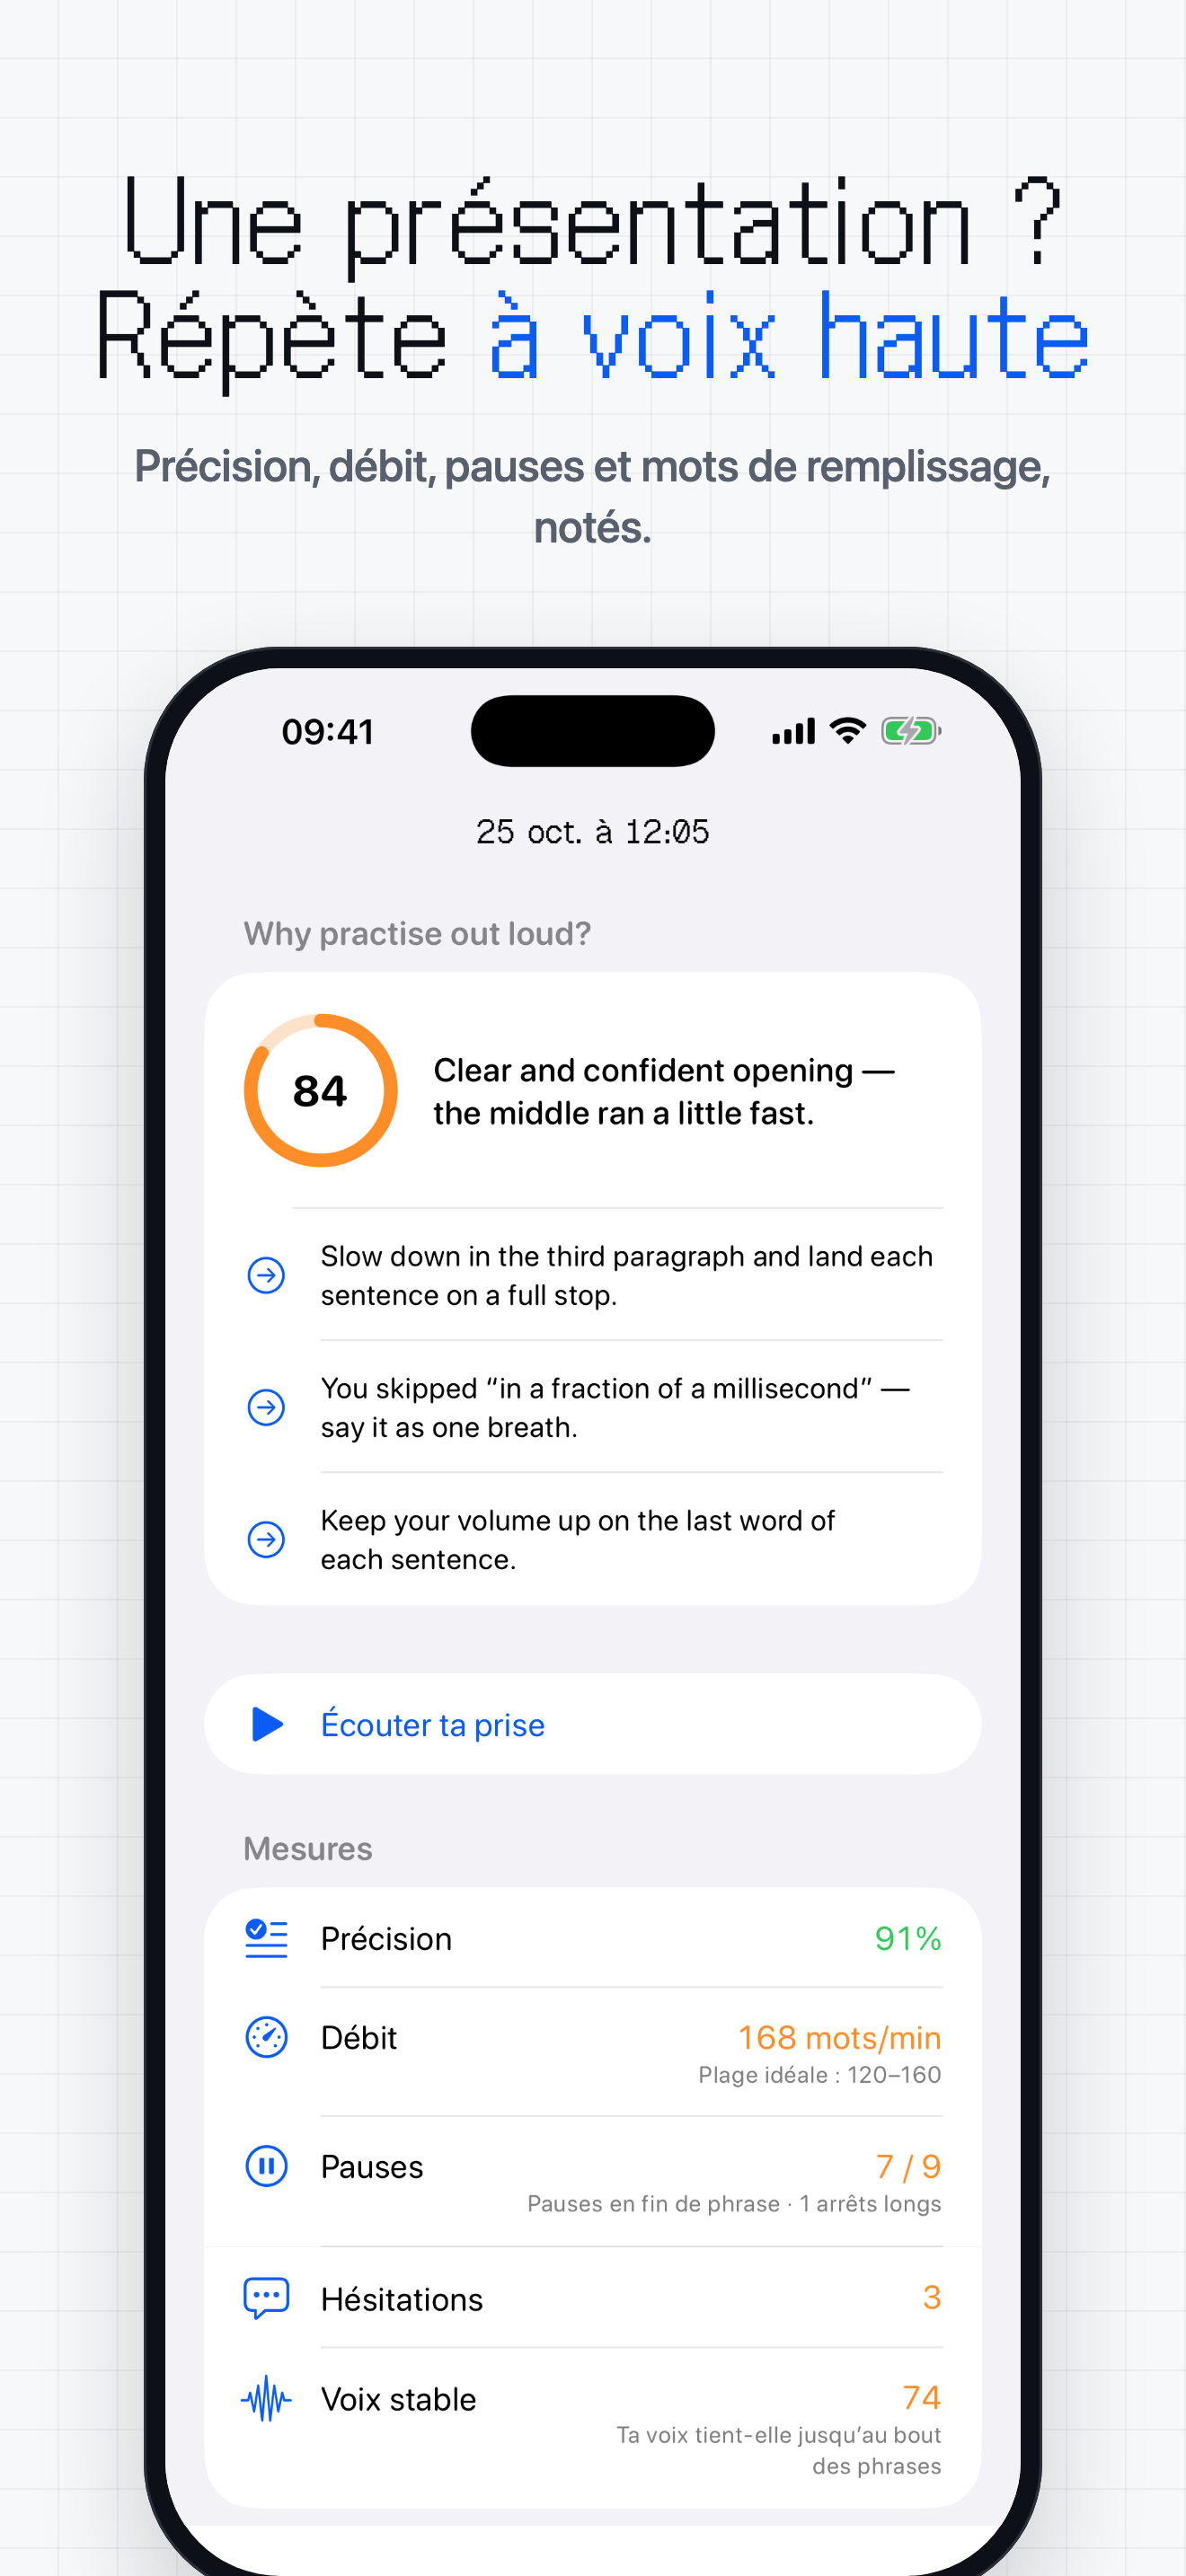 Une présentation ?
Répète à voix haute
Précision, débit, pauses et mots de remplissage,
notés.
09:41
25 oct. à 12:05
Why practise out loud?
84
Clear and confident opening —
the middle ran a little fast.
Slow down in the third paragraph and land each
sentence on a full stop.
You skipped “in a fraction of a millisecond” —
say it as one breath.
Keep your volume up on the last word of
each sentence.
Écouter ta prise
Mesures
Précision 91%
Débit 168 mots/min
Plage idéale : 120–160
Pauses 7 / 9
Pauses en fin de phrase · 1 arrêts longs
Hésitations 3
Voix stable 74
Ta voix tient-elle jusqu’au bout
des phrases